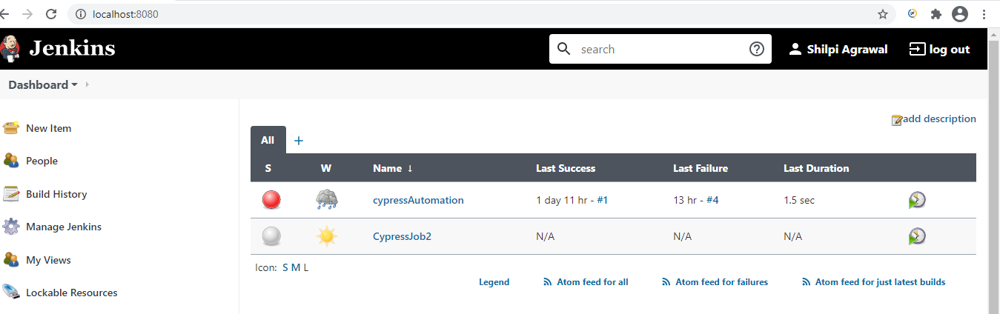 localhost:8080
Jenkins
search
Shilpi Agrawal
log out
Dashboard
New Item
People
Build History
Manage Jenkins
My Views
Lockable Resources
add description
All +
S W Name ↓ Last Success Last Failure Last Duration
cypressAutomation 1 day 11 hr - #1 13 hr - #4 1.5 sec
CypressJob2 N/A N/A N/A
Icon: S M L
Legend Atom feed for all Atom feed for failures Atom feed for just latest builds